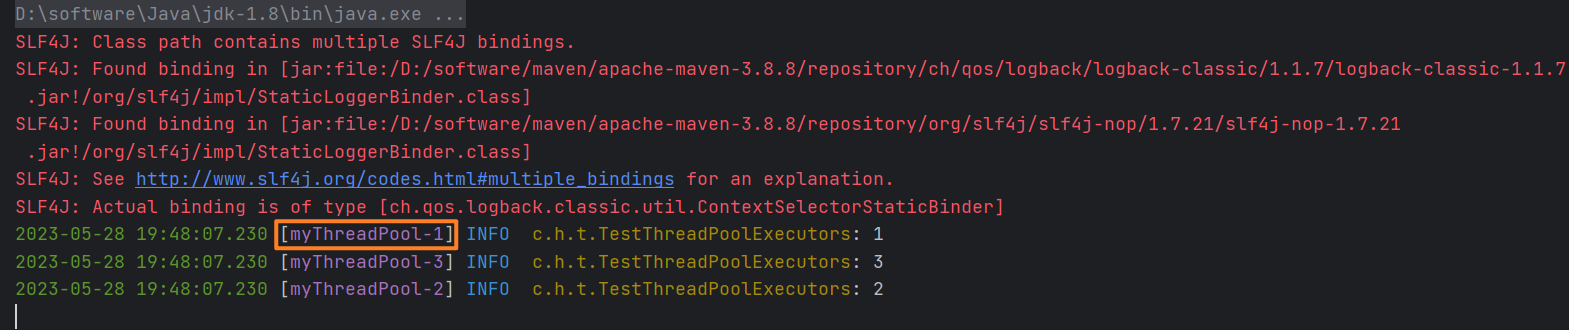 D:\software\Java\jdk-1.8\bin\java.exe ...
SLF4J: Class path contains multiple SLF4J bindings.
SLF4J: Found binding in [jar:file:/D:/software/maven/apache-maven-3.8.8/repository/ch/qos/logback/logback-classic/1.1.7/logback-classic-1.1.7
.jar!/org/slf4j/impl/StaticLoggerBinder.class]
SLF4J: Found binding in [jar:file:/D:/software/maven/apache-maven-3.8.8/repository/org/slf4j/slf4j-nop/1.7.21/slf4j-nop-1.7.21
.jar!/org/slf4j/impl/StaticLoggerBinder.class]
SLF4J: See http://www.slf4j.org/codes.html#multiple_bindings for an explanation.
SLF4J: Actual binding is of type [ch.qos.logback.classic.util.ContextSelectorStaticBinder]
2023-05-28 19:48:07.230 [myThreadPool-1] INFO  c.h.t.TestThreadPoolExecutors: 1
2023-05-28 19:48:07.230 [myThreadPool-3] INFO  c.h.t.TestThreadPoolExecutors: 3
2023-05-28 19:48:07.230 [myThreadPool-2] INFO  c.h.t.TestThreadPoolExecutors: 2